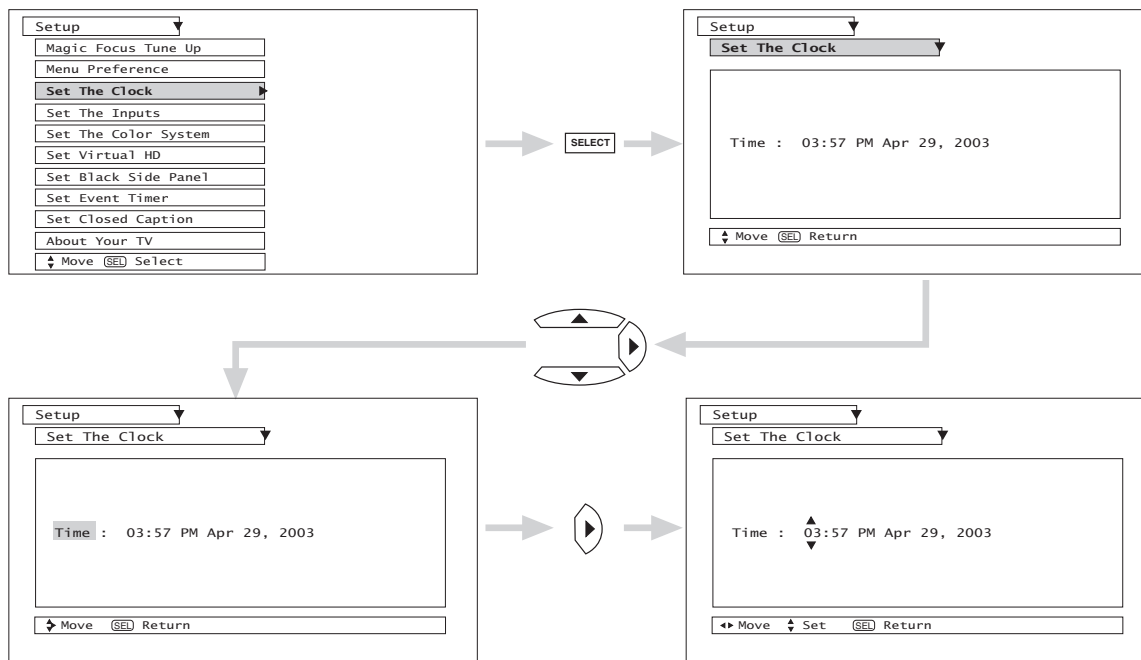 Setup
Magic Focus Tune Up
Menu Preference
Set The Clock
Set The Inputs
Set The Color System
Set Virtual HD
Set Black Side Panel
Set Event Timer
Set Closed Caption
About Your TV
Move SEL Select
SELECT
Setup
Set The Clock
Time : 03:57 PM Apr 29, 2003
Move SEL Return
Setup
Set The Clock
Time : 03:57 PM Apr 29, 2003
Move SEL Return
Setup
Set The Clock
Time : 03:57 PM Apr 29, 2003
Move Set SEL Return